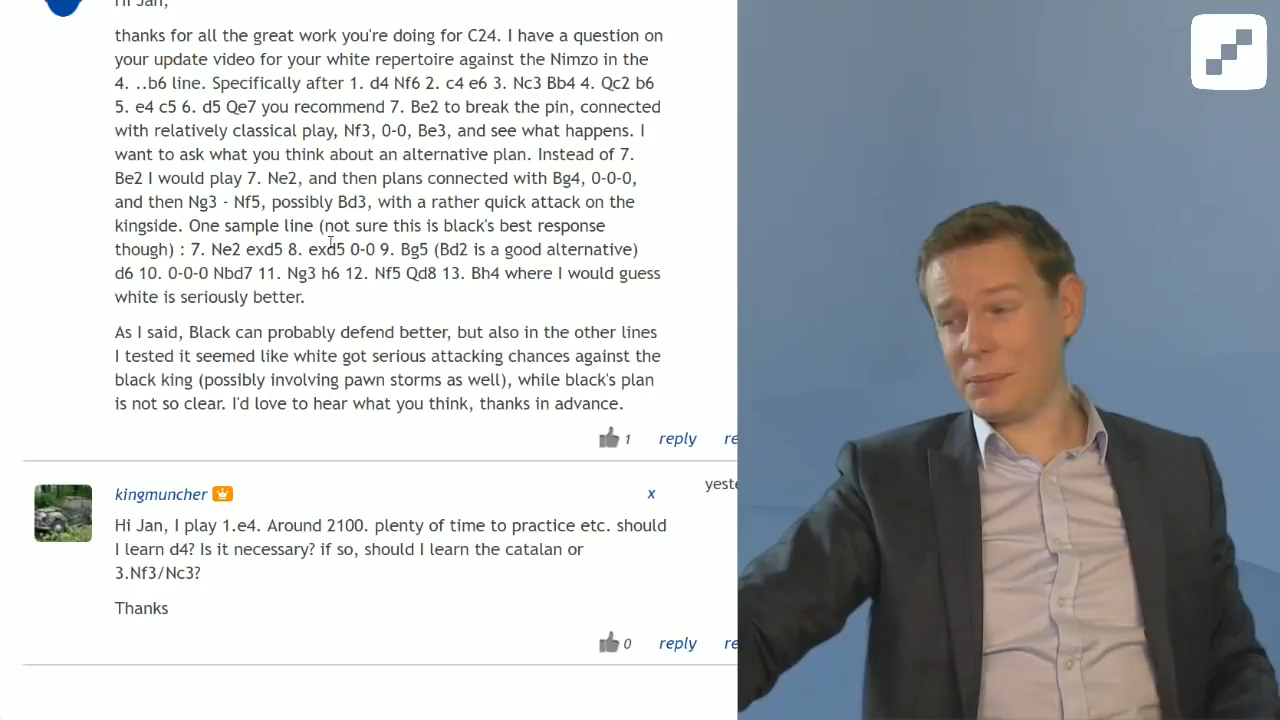 Hi Jan,
thanks for all the great work you're doing for C24. I have a question on
your update video for your white repertoire against the Nimzo in the
4. ..b6 line. Specifically after 1. d4 Nf6 2. c4 e6 3. Nc3 Bb4 4. Qc2 b6
5. e4 c5 6. d5 Qe7 you recommend 7. Be2 to break the pin, connected
with relatively classical play, Nf3, 0-0, Be3, and see what happens. I
want to ask what you think about an alternative plan. Instead of 7.
Be2 I would play 7. Ne2, and then plans connected with Bg4, 0-0-0,
and then Ng3 - Nf5, possibly Bd3, with a rather quick attack on the
kingside. One sample line (not sure this is black's best response
though) : 7. Ne2 exd5 8. exd5 0-0 9. Bg5 (Bd2 is a good alternative)
d6 10. 0-0-0 Nbd7 11. Ng3 h6 12. Nf5 Qd8 13. Bh4 where I would guess
white is seriously better.
As I said, Black can probably defend better, but also in the other lines
I tested it seemed like white got serious attacking chances against the
black king (possibly involving pawn storms as well), while black's plan
is not so clear. I'd love to hear what you think, thanks in advance.
1 reply re
kingmuncher x yeste
Hi Jan, I play 1.e4. Around 2100. plenty of time to practice etc. should
I learn d4? Is it necessary? if so, should I learn the catalan or
3.Nf3/Nc3?
Thanks
0 reply re